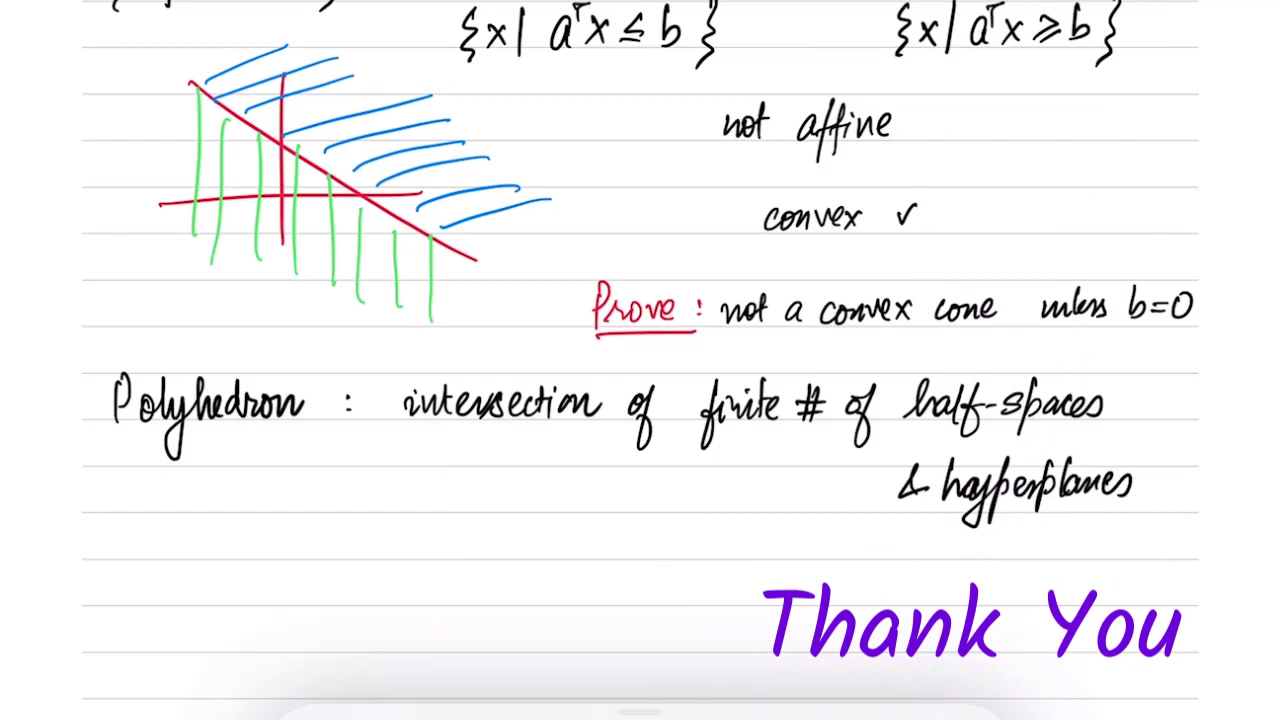 {x| aᵀx ≤ b }     {x| aᵀx ≥ b }
not affine
convex ✓
Prove : not a convex cone unless b=0
Polyhedron : intersection of finite # of half-spaces
& hyperplanes
Thank You